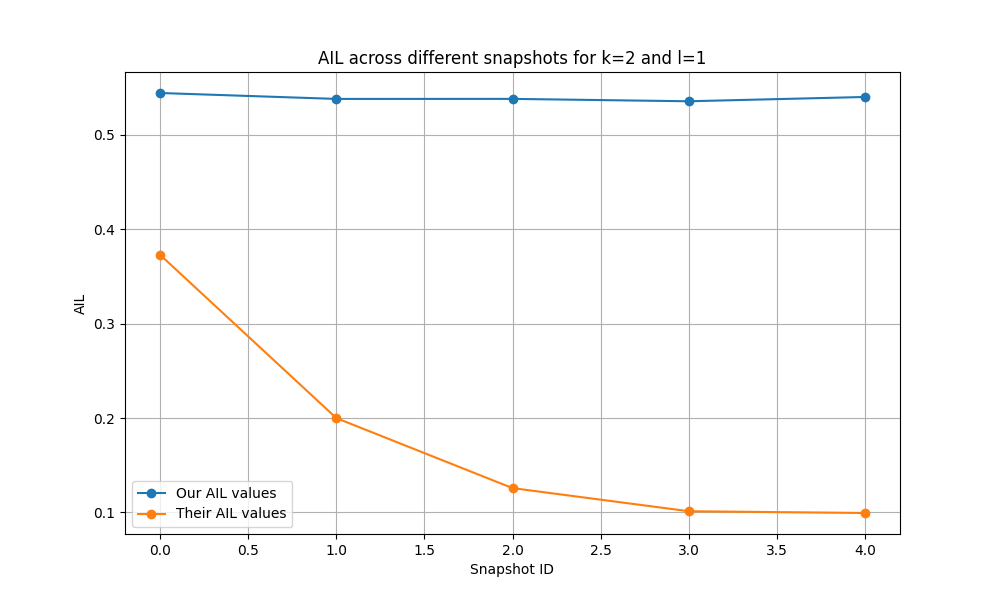 AIL across different snapshots for k=2 and l=1
AIL
0.5
0.4
0.3
0.2
0.1
Our AIL values
Their AIL values
0.0 0.5 1.0 1.5 2.0 2.5 3.0 3.5 4.0
Snapshot ID